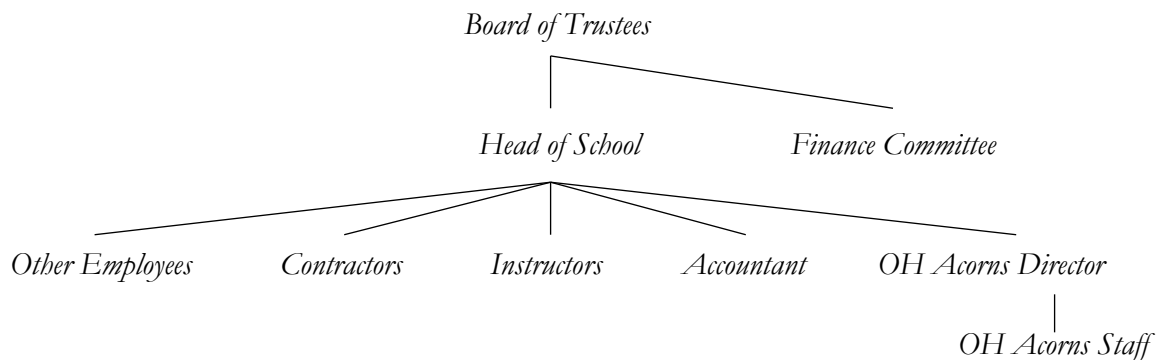 Board of Trustees
Head of School Finance Committee
Other Employees Contractors Instructors Accountant OH Acorns Director
OH Acorns Staff